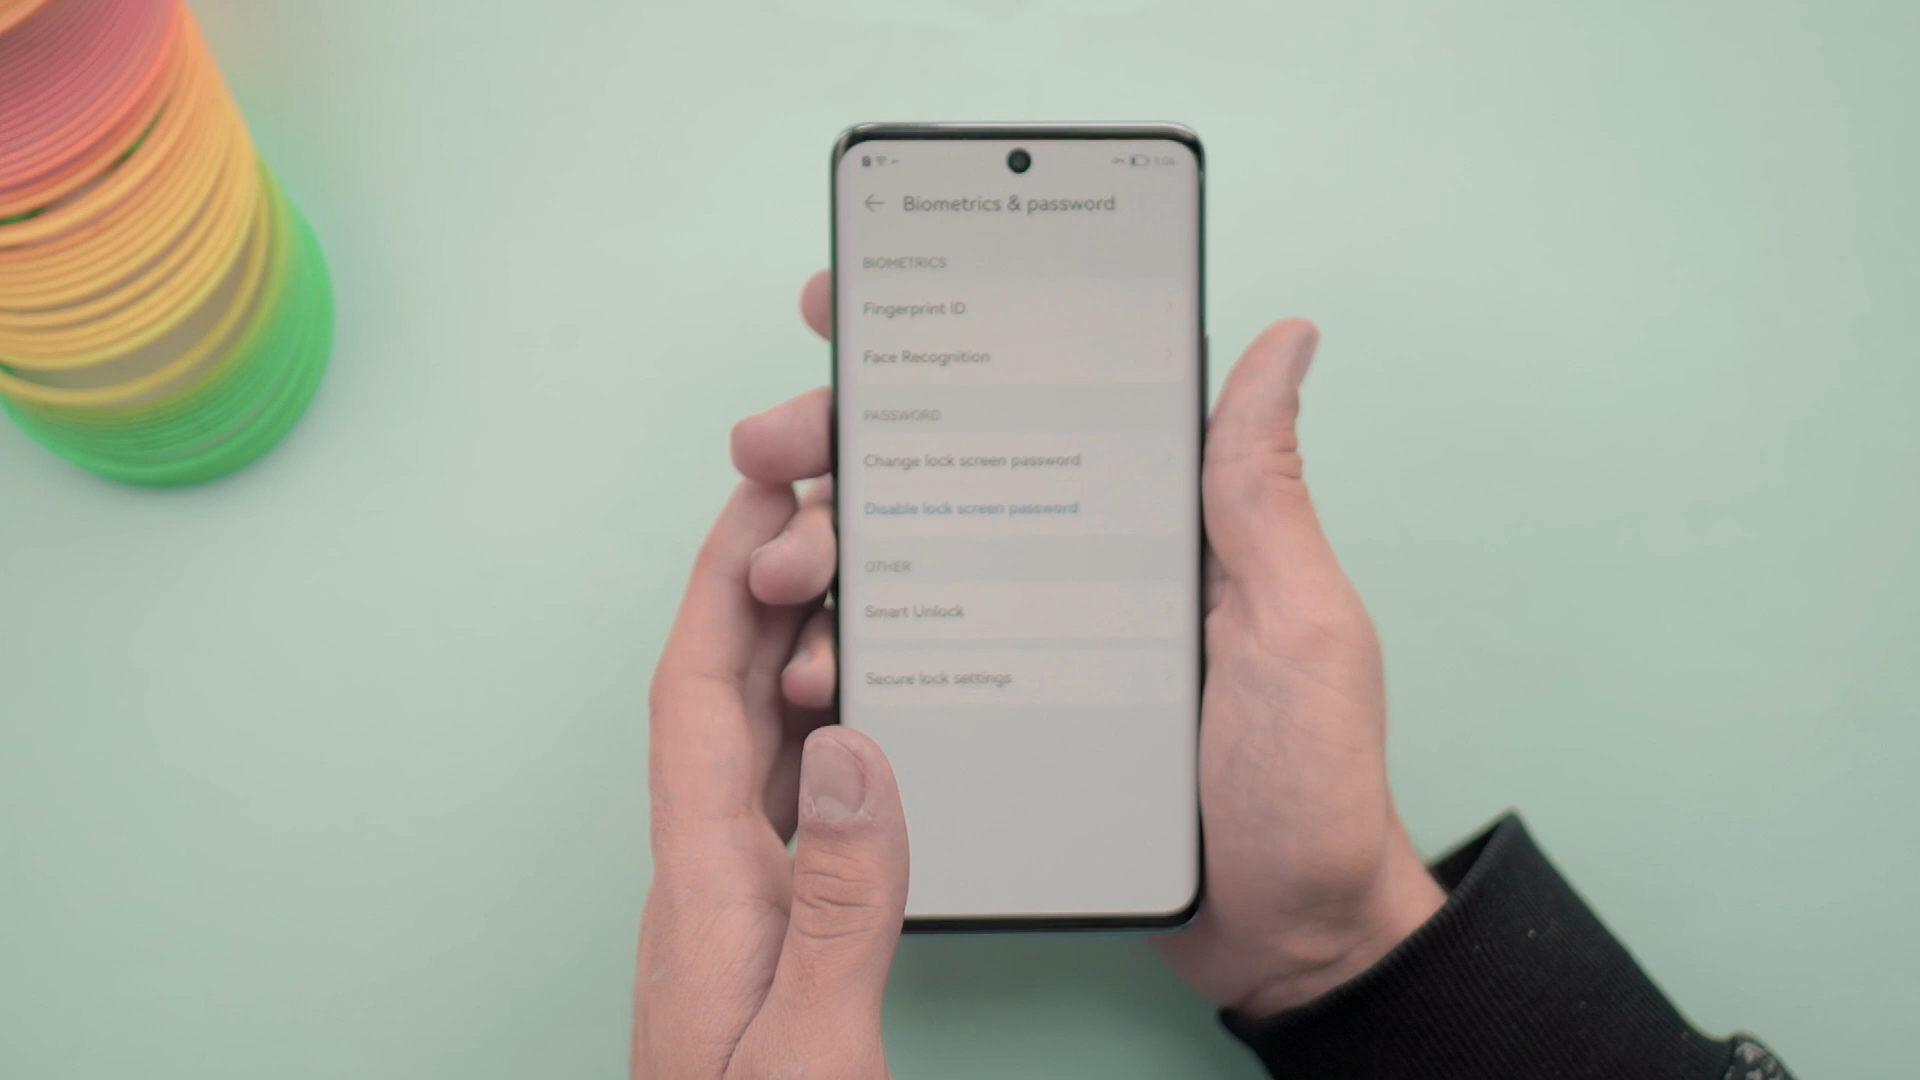 Biometrics & password
BIOMETRICS
Fingerprint ID
Face Recognition
PASSWORD
Change lock screen password
Disable lock screen password
OTHER
Smart Unlock
Secure lock settings